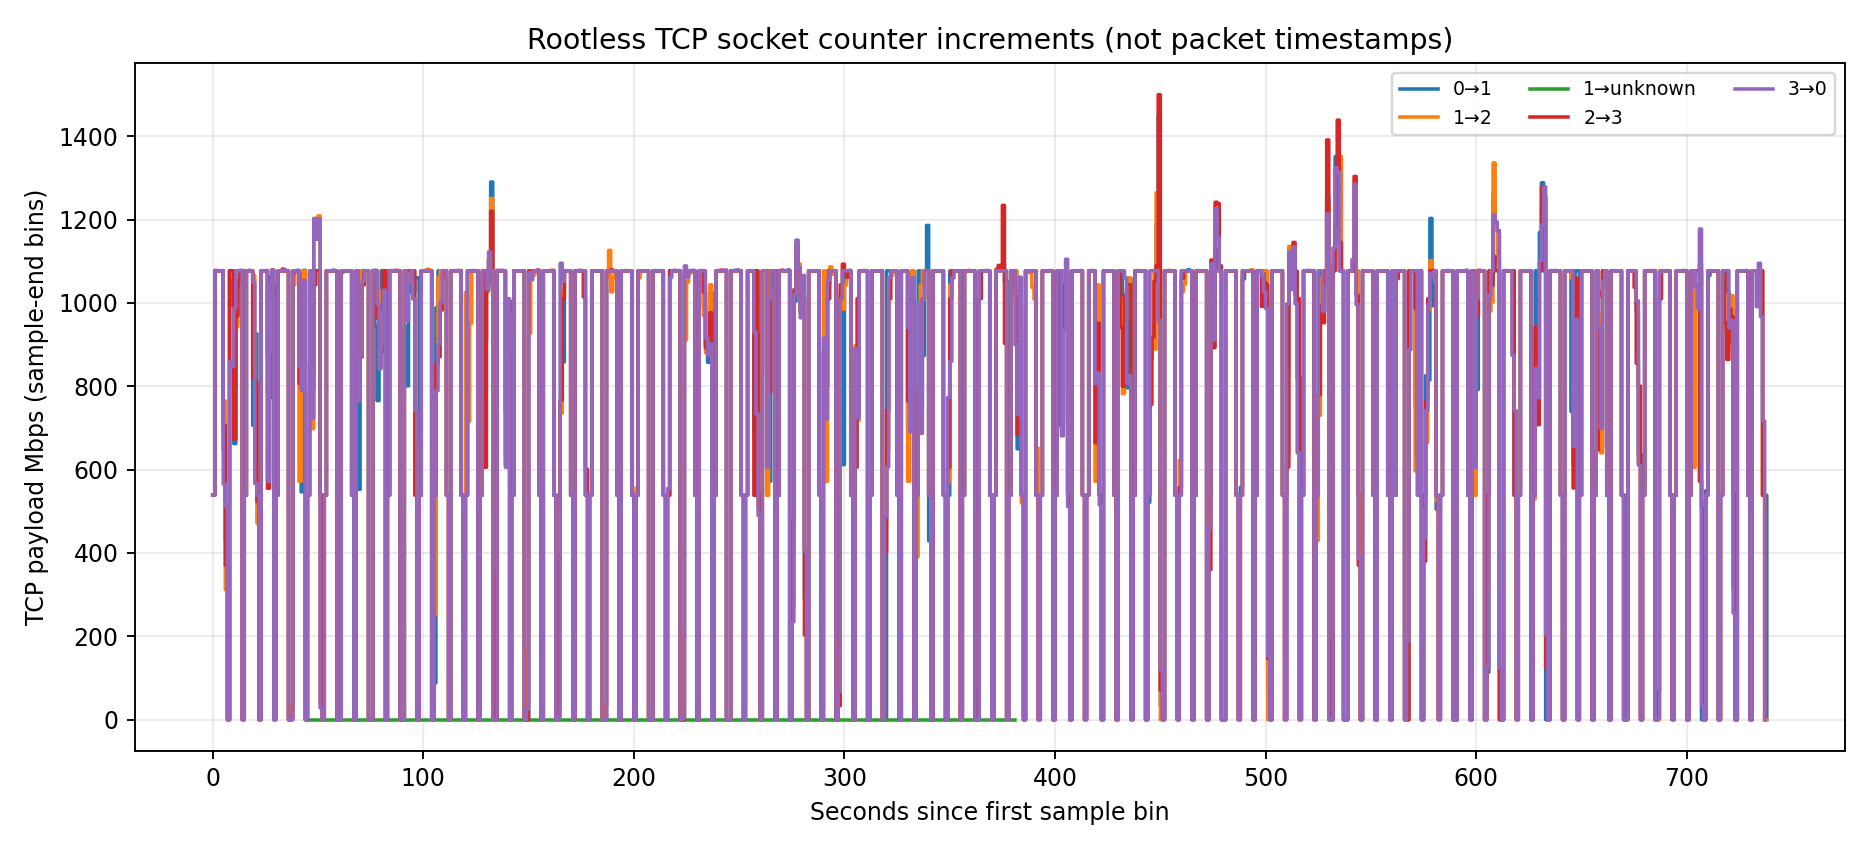 Rootless TCP socket counter increments (not packet timestamps)
0→1
1→2
1→unknown
2→3
3→0
TCP payload Mbps (sample-end bins)
1400
1200
1000
800
600
400
200
0
0 100 200 300 400 500 600 700
Seconds since first sample bin